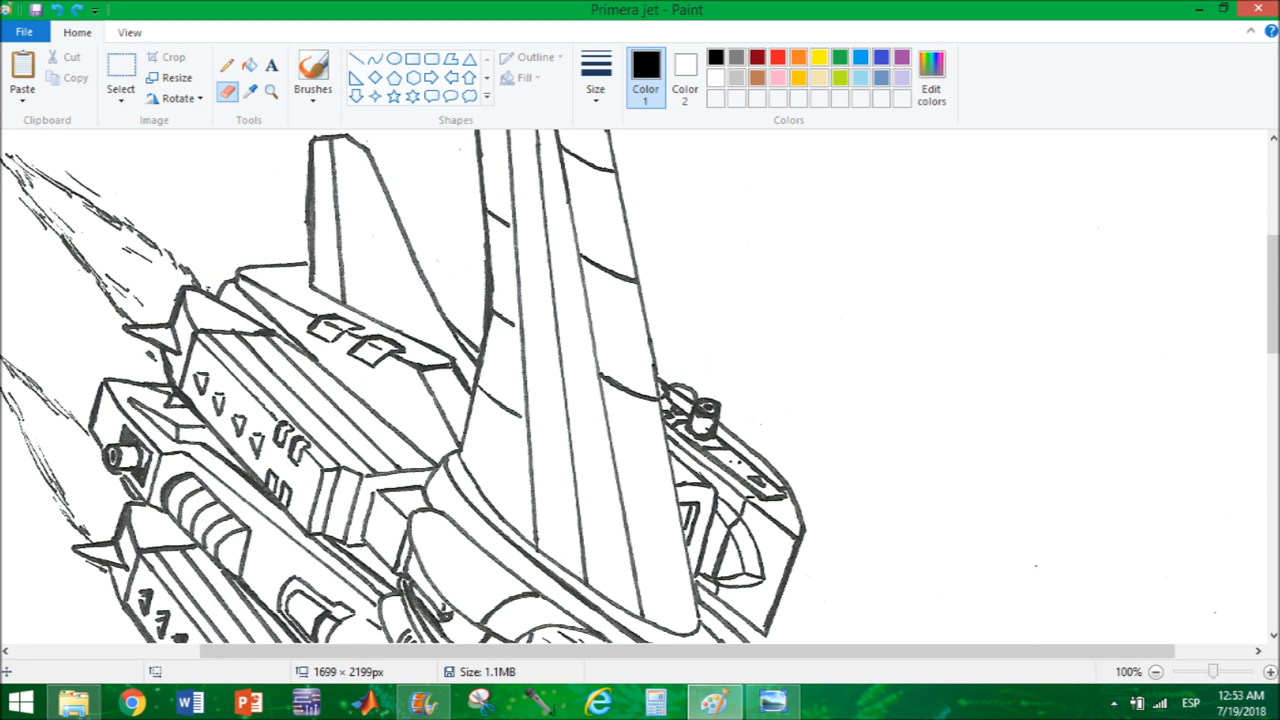 Primera jet - Paint
File Home View
Paste Cut Copy
Clipboard
Select Crop Resize Rotate
Image
A
Tools
Brushes
Outline
Fill
Shapes
Size
Color 1
Color 2
Edit colors
Colors
1699 × 2199px
Size: 1.1MB
100%
ESP
12:53 AM
7/19/2018